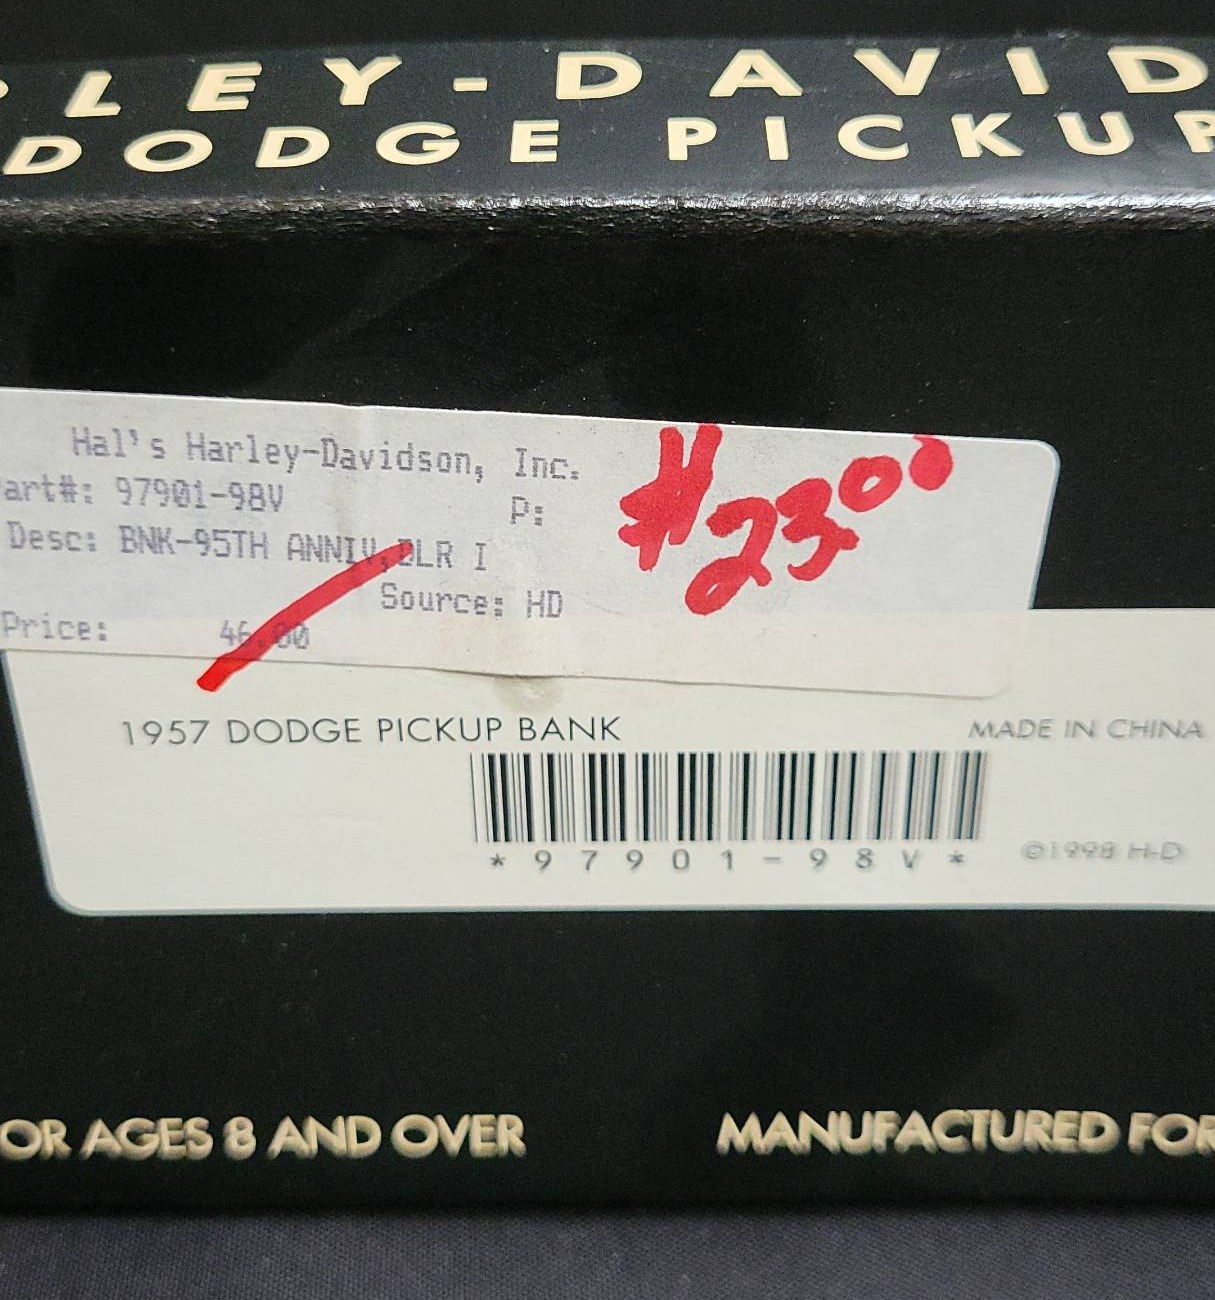 LEY-DAVID
DODGE PICKUP
Hal's Harley-Davidson, Inc.
art#: 97901-98V P:
Desc: BNK-95TH ANNIV,DLR I
Source: HD
Price: 46.00
#2300
1957 DODGE PICKUP BANK
MADE IN CHINA
*97901-98V*
©1998 H-D
OR AGES 8 AND OVER
MANUFACTURED FOR